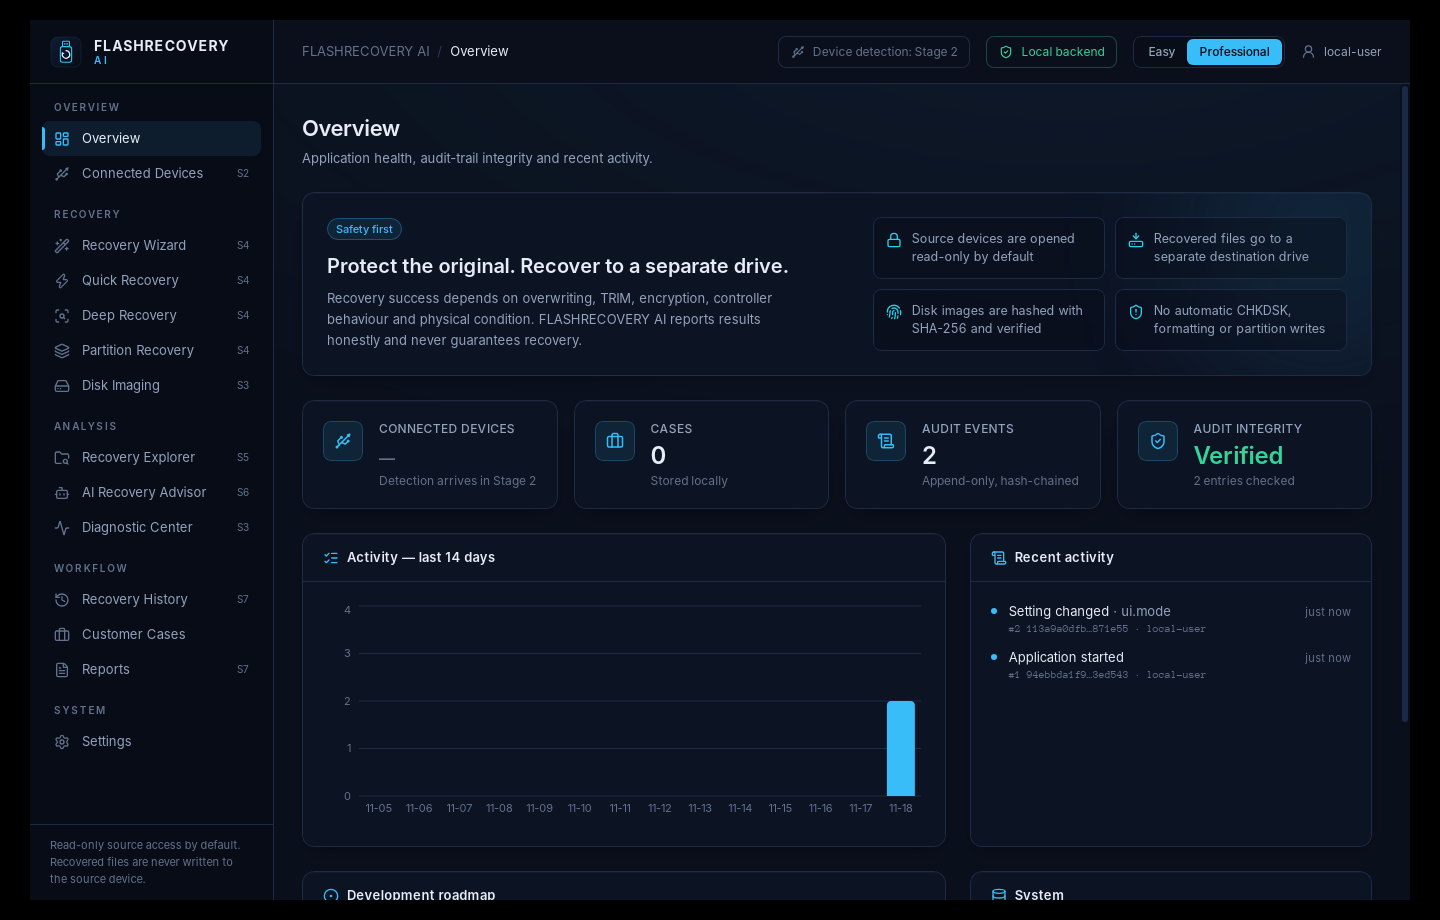 FLASHRECOVERY
AI
FLASHRECOVERY AI / Overview
Device detection: Stage 2
Local backend
Easy
Professional
local-user
OVERVIEW
Overview
Connected Devices S2
RECOVERY
Recovery Wizard S4
Quick Recovery S4
Deep Recovery S4
Partition Recovery S4
Disk Imaging S3
ANALYSIS
Recovery Explorer S5
AI Recovery Advisor S6
Diagnostic Center S3
WORKFLOW
Recovery History S7
Customer Cases
Reports S7
SYSTEM
Settings
Read-only source access by default.
Recovered files are never written to
the source device.
Overview
Application health, audit-trail integrity and recent activity.
Safety first
Protect the original. Recover to a separate drive.
Recovery success depends on overwriting, TRIM, encryption, controller
behaviour and physical condition. FLASHRECOVERY AI reports results
honestly and never guarantees recovery.
Source devices are opened
read-only by default
Recovered files go to a
separate destination drive
Disk images are hashed with
SHA-256 and verified
No automatic CHKDSK,
formatting or partition writes
CONNECTED DEVICES
—
Detection arrives in Stage 2
CASES
0
Stored locally
AUDIT EVENTS
2
Append-only, hash-chained
AUDIT INTEGRITY
Verified
2 entries checked
Activity — last 14 days
4
3
2
1
0
11-05 11-06 11-07 11-08 11-09 11-10 11-11 11-12 11-13 11-14 11-15 11-16 11-17 11-18
Recent activity
Setting changed · ui.mode just now
#2 113a9a0dfb…871e55 · local-user
Application started just now
#1 94ebbda1f9…3ed543 · local-user
Development roadmap
System